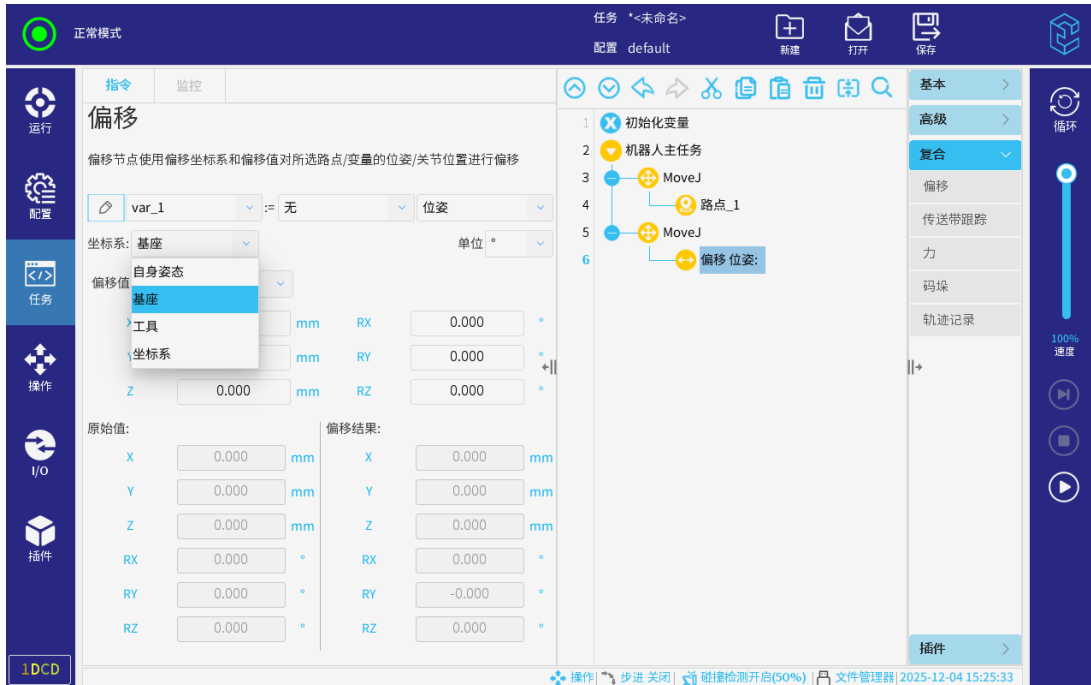 正常模式
任务 *<未命名>
配置 default
新建
打开
保存
运行
配置
任务
操作
I/O
插件
1DCD
指令 监控
偏移
偏移节点使用偏移坐标系和偏移值对所选路点/变量的位姿/关节位置进行偏移
var_1 := 无 位姿
坐标系: 基座 单位 °
自身姿态
基座
工具
坐标系
偏移值
mm RX 0.000 °
mm RY 0.000 °
Z 0.000 mm RZ 0.000 °
原始值: 偏移结果:
X 0.000 mm X 0.000 mm
Y 0.000 mm Y 0.000 mm
Z 0.000 mm Z 0.000 mm
RX 0.000 ° RX 0.000 °
RY 0.000 ° RY -0.000 °
RZ 0.000 ° RZ 0.000 °
1 初始化变量
2 机器人主任务
3 MoveJ
4 路点_1
5 MoveJ
6 偏移 位姿:
基本
高级
复合
偏移
传送带跟踪
力
码垛
轨迹记录
插件
循环
100%
速度
操作| 步进 关闭| 碰撞检测开启(50%) | 文件管理器| 2025-12-04 15:25:33